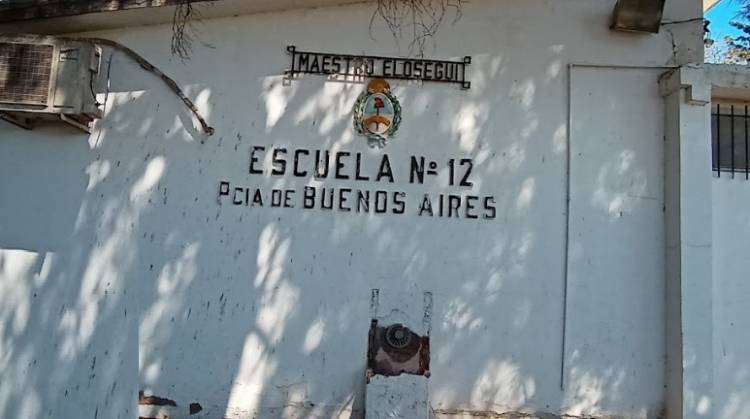 MAESTRO ELOSEGUI
ESCUELA Nº 12
PCIA DE BUENOS AIRES